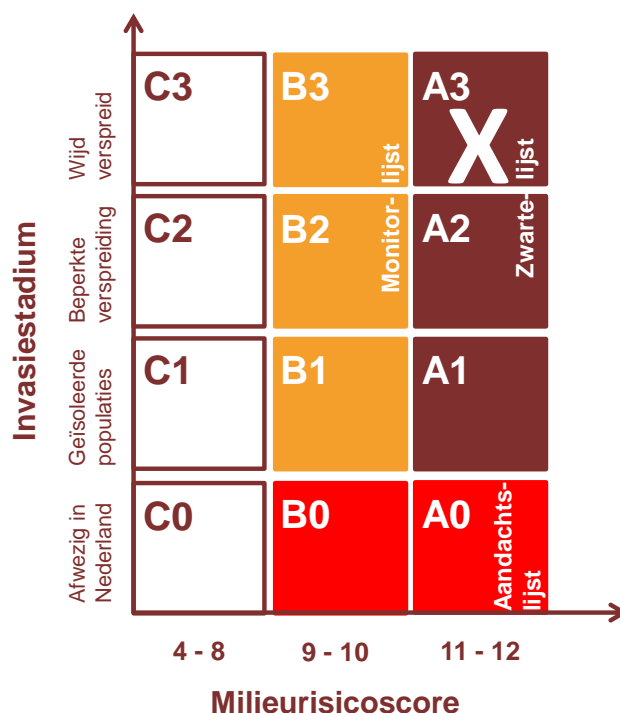 Invasiestadium
Wijd
verspreid
C3
B3
A3
X
Beperkte
verspreiding
C2
B2
Monitor-
lijst
A2
Zwarte-
lijst
Geïsoleerde
populaties
C1
B1
A1
Afwezig in
Nederland
C0
B0
A0
Aandachts-
lijst
4 - 8
9 - 10
11 - 12
Milieurisicoscore